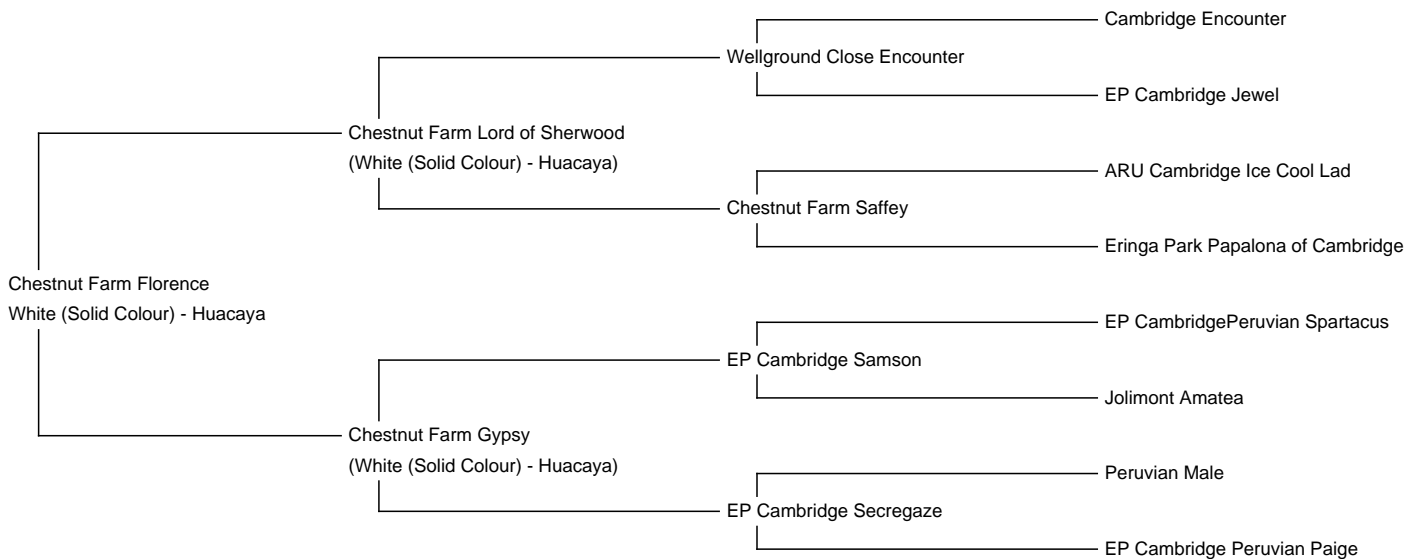 Cambridge Encounter
Wellground Close Encounter
EP Cambridge Jewel
Chestnut Farm Lord of Sherwood
(White (Solid Colour) - Huacaya)
ARU Cambridge Ice Cool Lad
Chestnut Farm Saffey
Eringa Park Papalona of Cambridge
Chestnut Farm Florence
White (Solid Colour) - Huacaya
EP CambridgePeruvian Spartacus
EP Cambridge Samson
Jolimont Amatea
Chestnut Farm Gypsy
(White (Solid Colour) - Huacaya)
Peruvian Male
EP Cambridge Secregaze
EP Cambridge Peruvian Paige